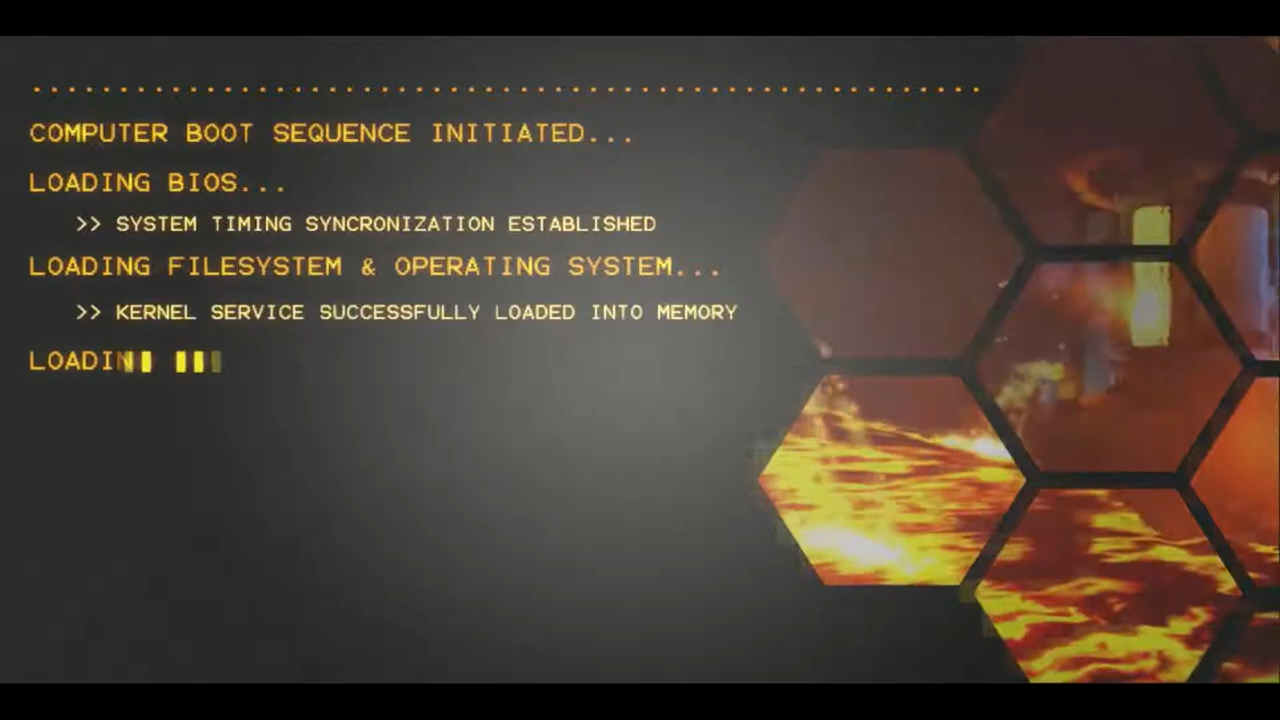 COMPUTER BOOT SEQUENCE INITIATED...
LOADING BIOS...
>> SYSTEM TIMING SYNCRONIZATION ESTABLISHED
LOADING FILESYSTEM & OPERATING SYSTEM...
>> KERNEL SERVICE SUCCESSFULLY LOADED INTO MEMORY
LOADIN